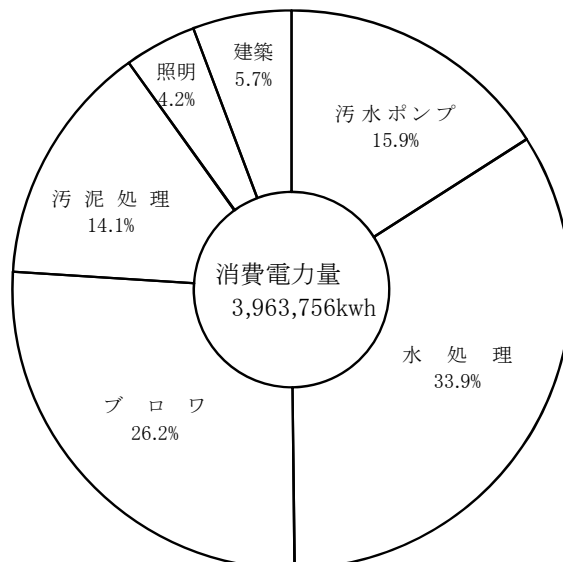 建築
5.7%
照明
4.2%
汚水ポンプ
15.9%
汚泥処理
14.1%
消費電力量
3,963,756kwh
水処理
33.9%
ブロワ
26.2%